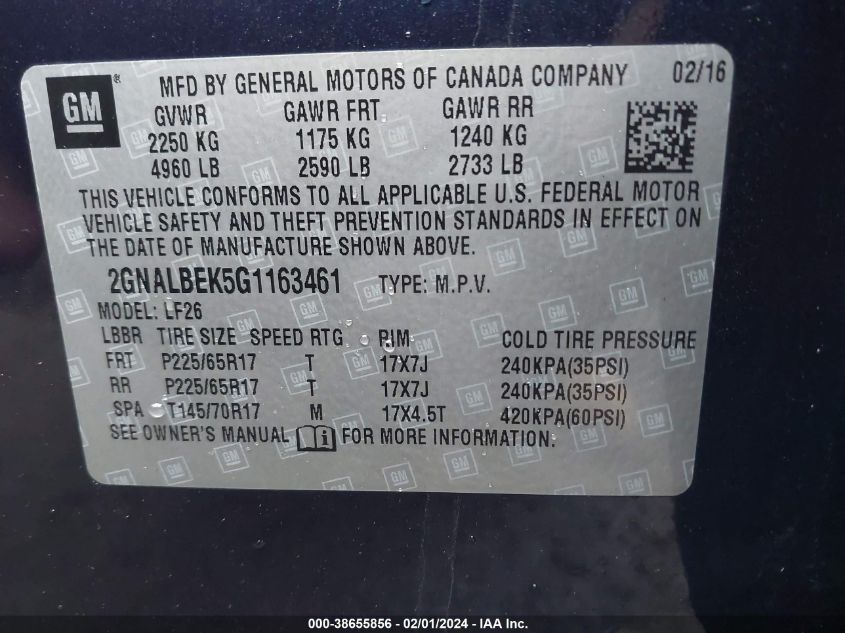 GM ® MFD BY GENERAL MOTORS OF CANADA COMPANY 02/16
GVWR GAWR FRT GAWR RR
2250 KG 1175 KG 1240 KG
4960 LB 2590 LB 2733 LB
THIS VEHICLE CONFORMS TO ALL APPLICABLE U.S. FEDERAL MOTOR
VEHICLE SAFETY AND THEFT PREVENTION STANDARDS IN EFFECT ON
THE DATE OF MANUFACTURE SHOWN ABOVE.
2GNALBEK5G1163461 TYPE: M.P.V.
MODEL: LF26
LBBR TIRE SIZE SPEED RTG RIM COLD TIRE PRESSURE
FRT P225/65R17 T 17X7J 240KPA(35PSI)
RR P225/65R17 T 17X7J 240KPA(35PSI)
SPA T145/70R17 M 17X4.5T 420KPA(60PSI)
SEE OWNER'S MANUAL i FOR MORE INFORMATION.
000-38655856 - 02/01/2024 - IAA Inc.